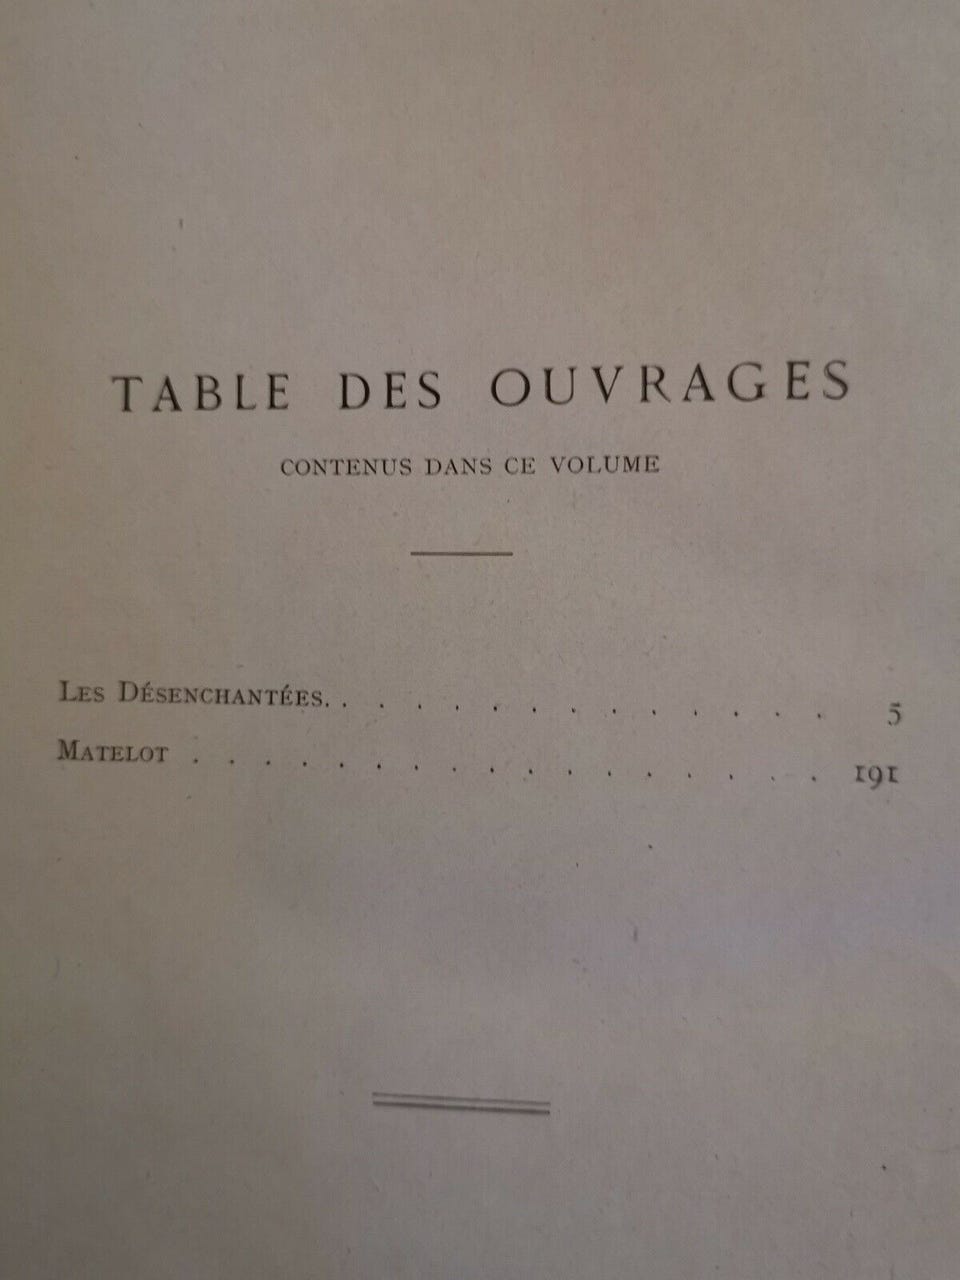 TABLE DES OUVRAGES
CONTENUS DANS CE VOLUME
Les Désenchantées. . . . . . . . . . . . . . . 5
Matelot . . . . . . . . . . . . . . . . . 191